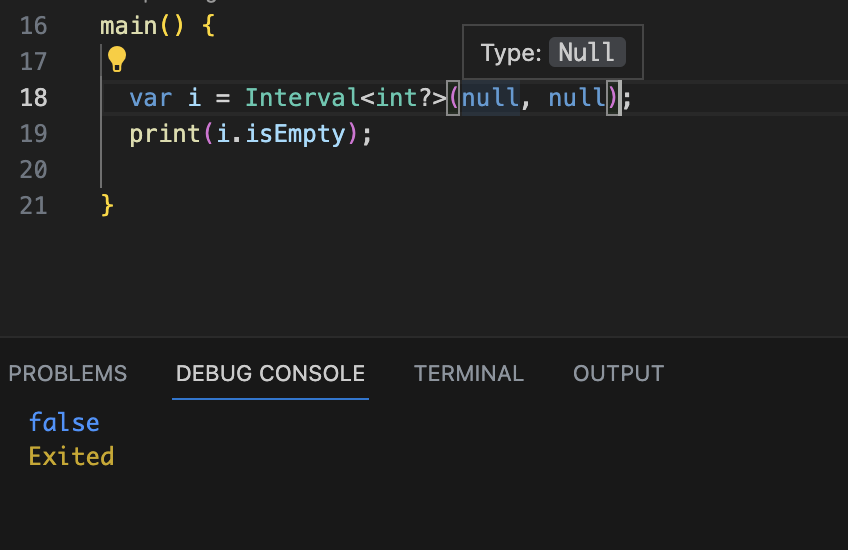 16 main() {
Type: Null
17
18 var i = Interval<int?>(null, null);
19 print(i.isEmpty);
20
21 }
PROBLEMS DEBUG CONSOLE TERMINAL OUTPUT
false
Exited